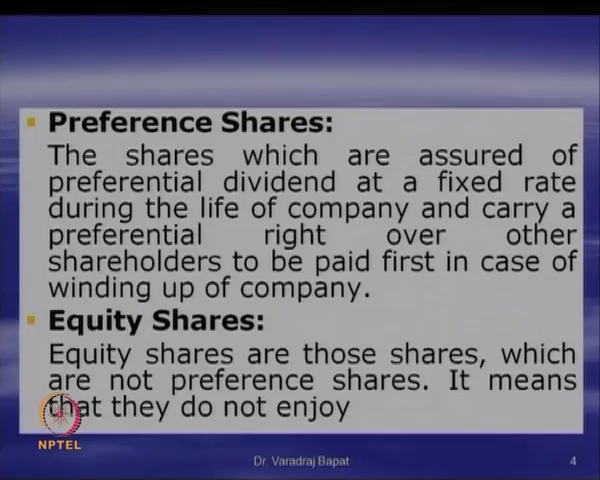 Preference Shares:
The shares which are assured of
preferential dividend at a fixed rate
during the life of company and carry a
preferential right over other
shareholders to be paid first in case of
winding up of company.
Equity Shares:
Equity shares are those shares, which
are not preference shares. It means
that they do not enjoy
NPTEL
Dr. Varadraj Bapat
4